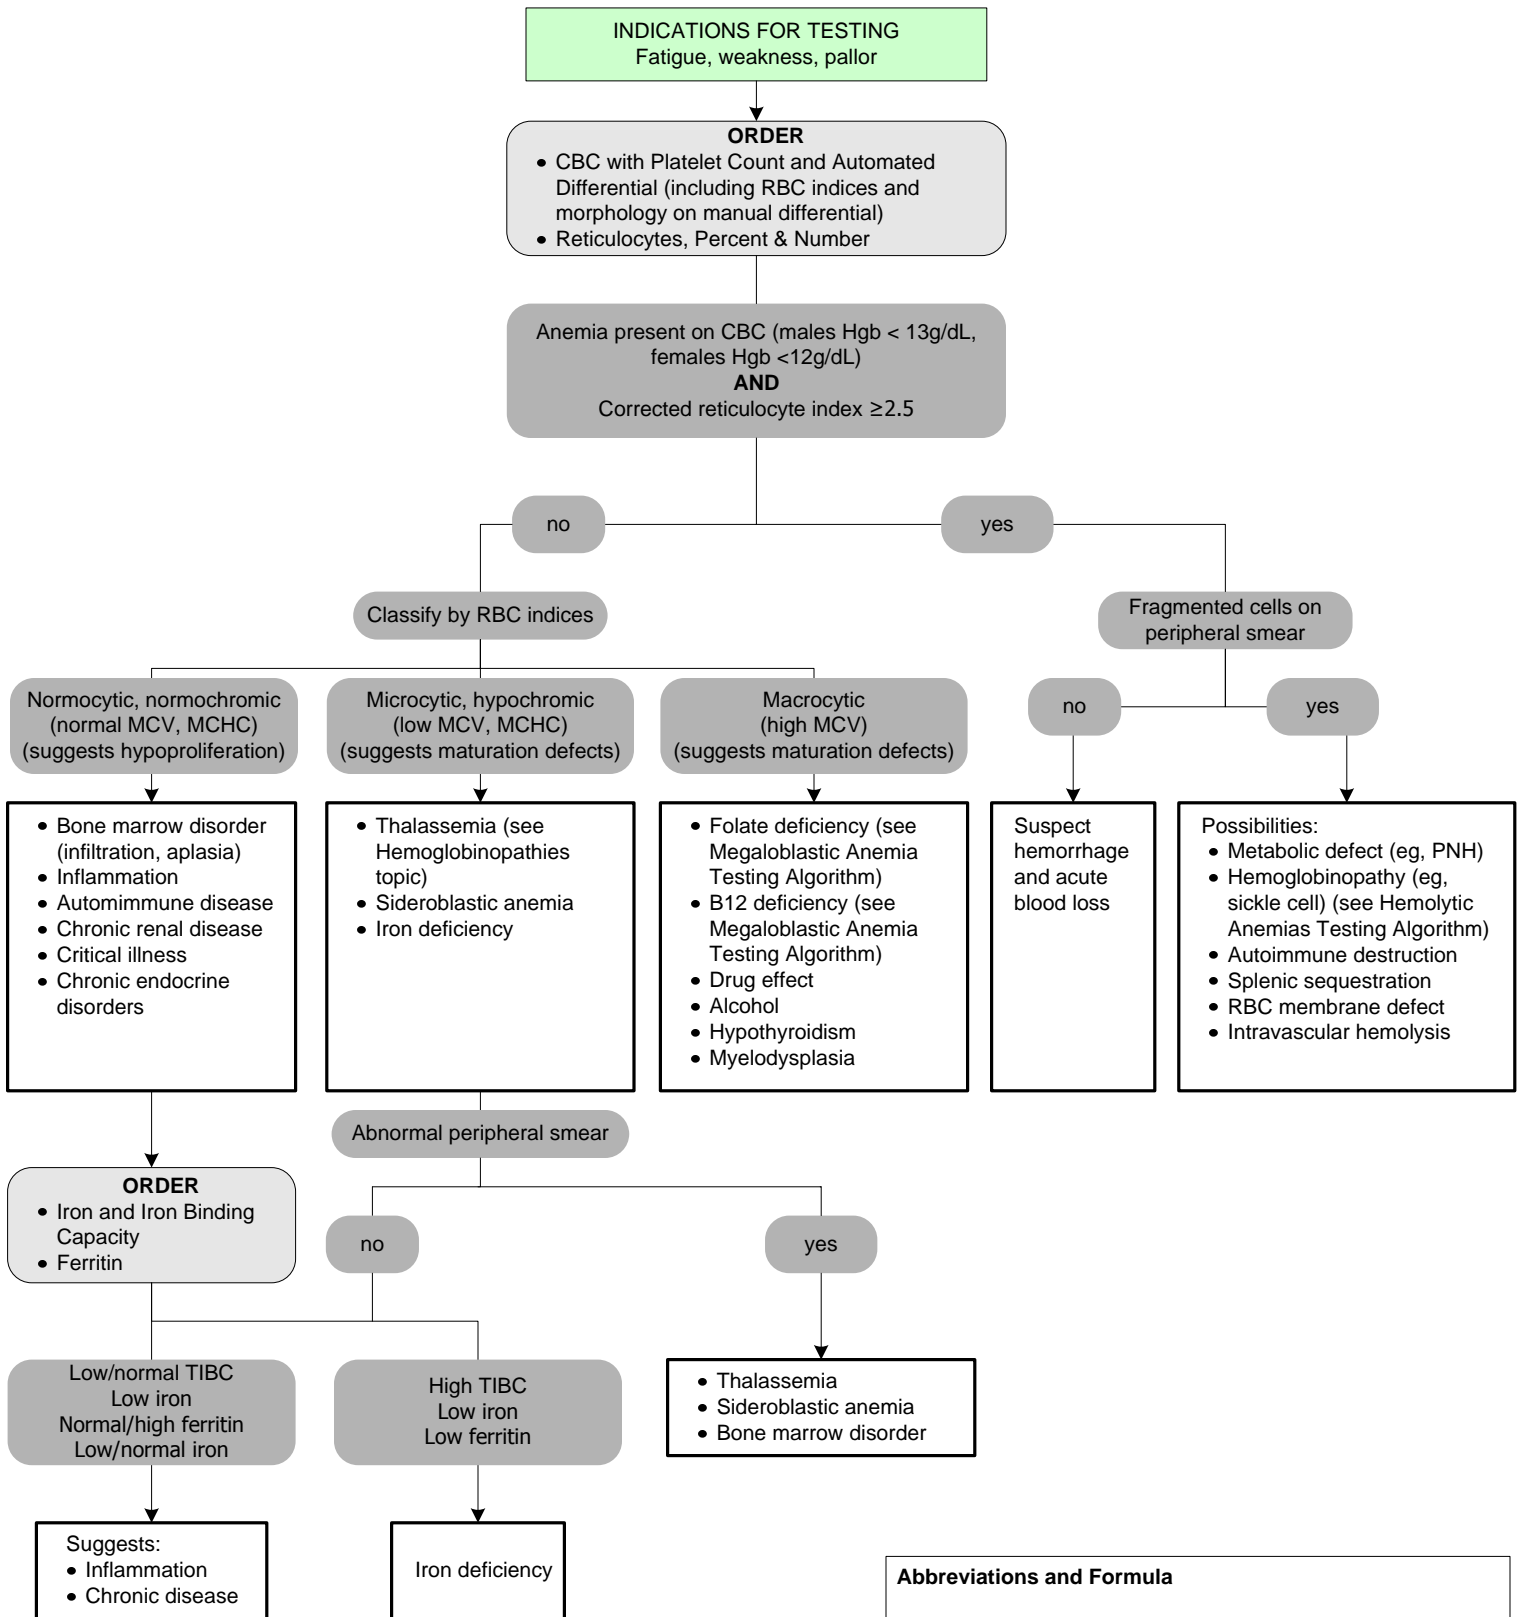 INDICATIONS FOR TESTING
Fatigue, weakness, pallor
ORDER
• CBC with Platelet Count and Automated
Differential (including RBC indices and
morphology on manual differential)
• Reticulocytes, Percent & Number
Anemia present on CBC (males Hgb < 13g/dL,
females Hgb <12g/dL)
AND
Corrected reticulocyte index ≥2.5
no
yes
Classify by RBC indices
Fragmented cells on
peripheral smear
Normocytic, normochromic
(normal MCV, MCHC)
(suggests hypoproliferation)
Microcytic, hypochromic
(low MCV, MCHC)
(suggests maturation defects)
Macrocytic
(high MCV)
(suggests maturation defects)
no
yes
• Bone marrow disorder
(infiltration, aplasia)
• Inflammation
• Automimmune disease
• Chronic renal disease
• Critical illness
• Chronic endocrine
disorders
• Thalassemia (see
Hemoglobinopathies
topic)
• Sideroblastic anemia
• Iron deficiency
• Folate deficiency (see
Megaloblastic Anemia
Testing Algorithm)
• B12 deficiency (see
Megaloblastic Anemia
Testing Algorithm)
• Drug effect
• Alcohol
• Hypothyroidism
• Myelodysplasia
Suspect
hemorrhage
and acute
blood loss
Possibilities:
• Metabolic defect (eg, PNH)
• Hemoglobinopathy (eg,
sickle cell) (see Hemolytic
Anemias Testing Algorithm)
• Autoimmune destruction
• Splenic sequestration
• RBC membrane defect
• Intravascular hemolysis
Abnormal peripheral smear
ORDER
• Iron and Iron Binding
Capacity
• Ferritin
no
yes
Low/normal TIBC
Low iron
Normal/high ferritin
Low/normal iron
High TIBC
Low iron
Low ferritin
• Thalassemia
• Sideroblastic anemia
• Bone marrow disorder
Suggests:
• Inflammation
• Chronic disease
Iron deficiency
Abbreviations and Formula